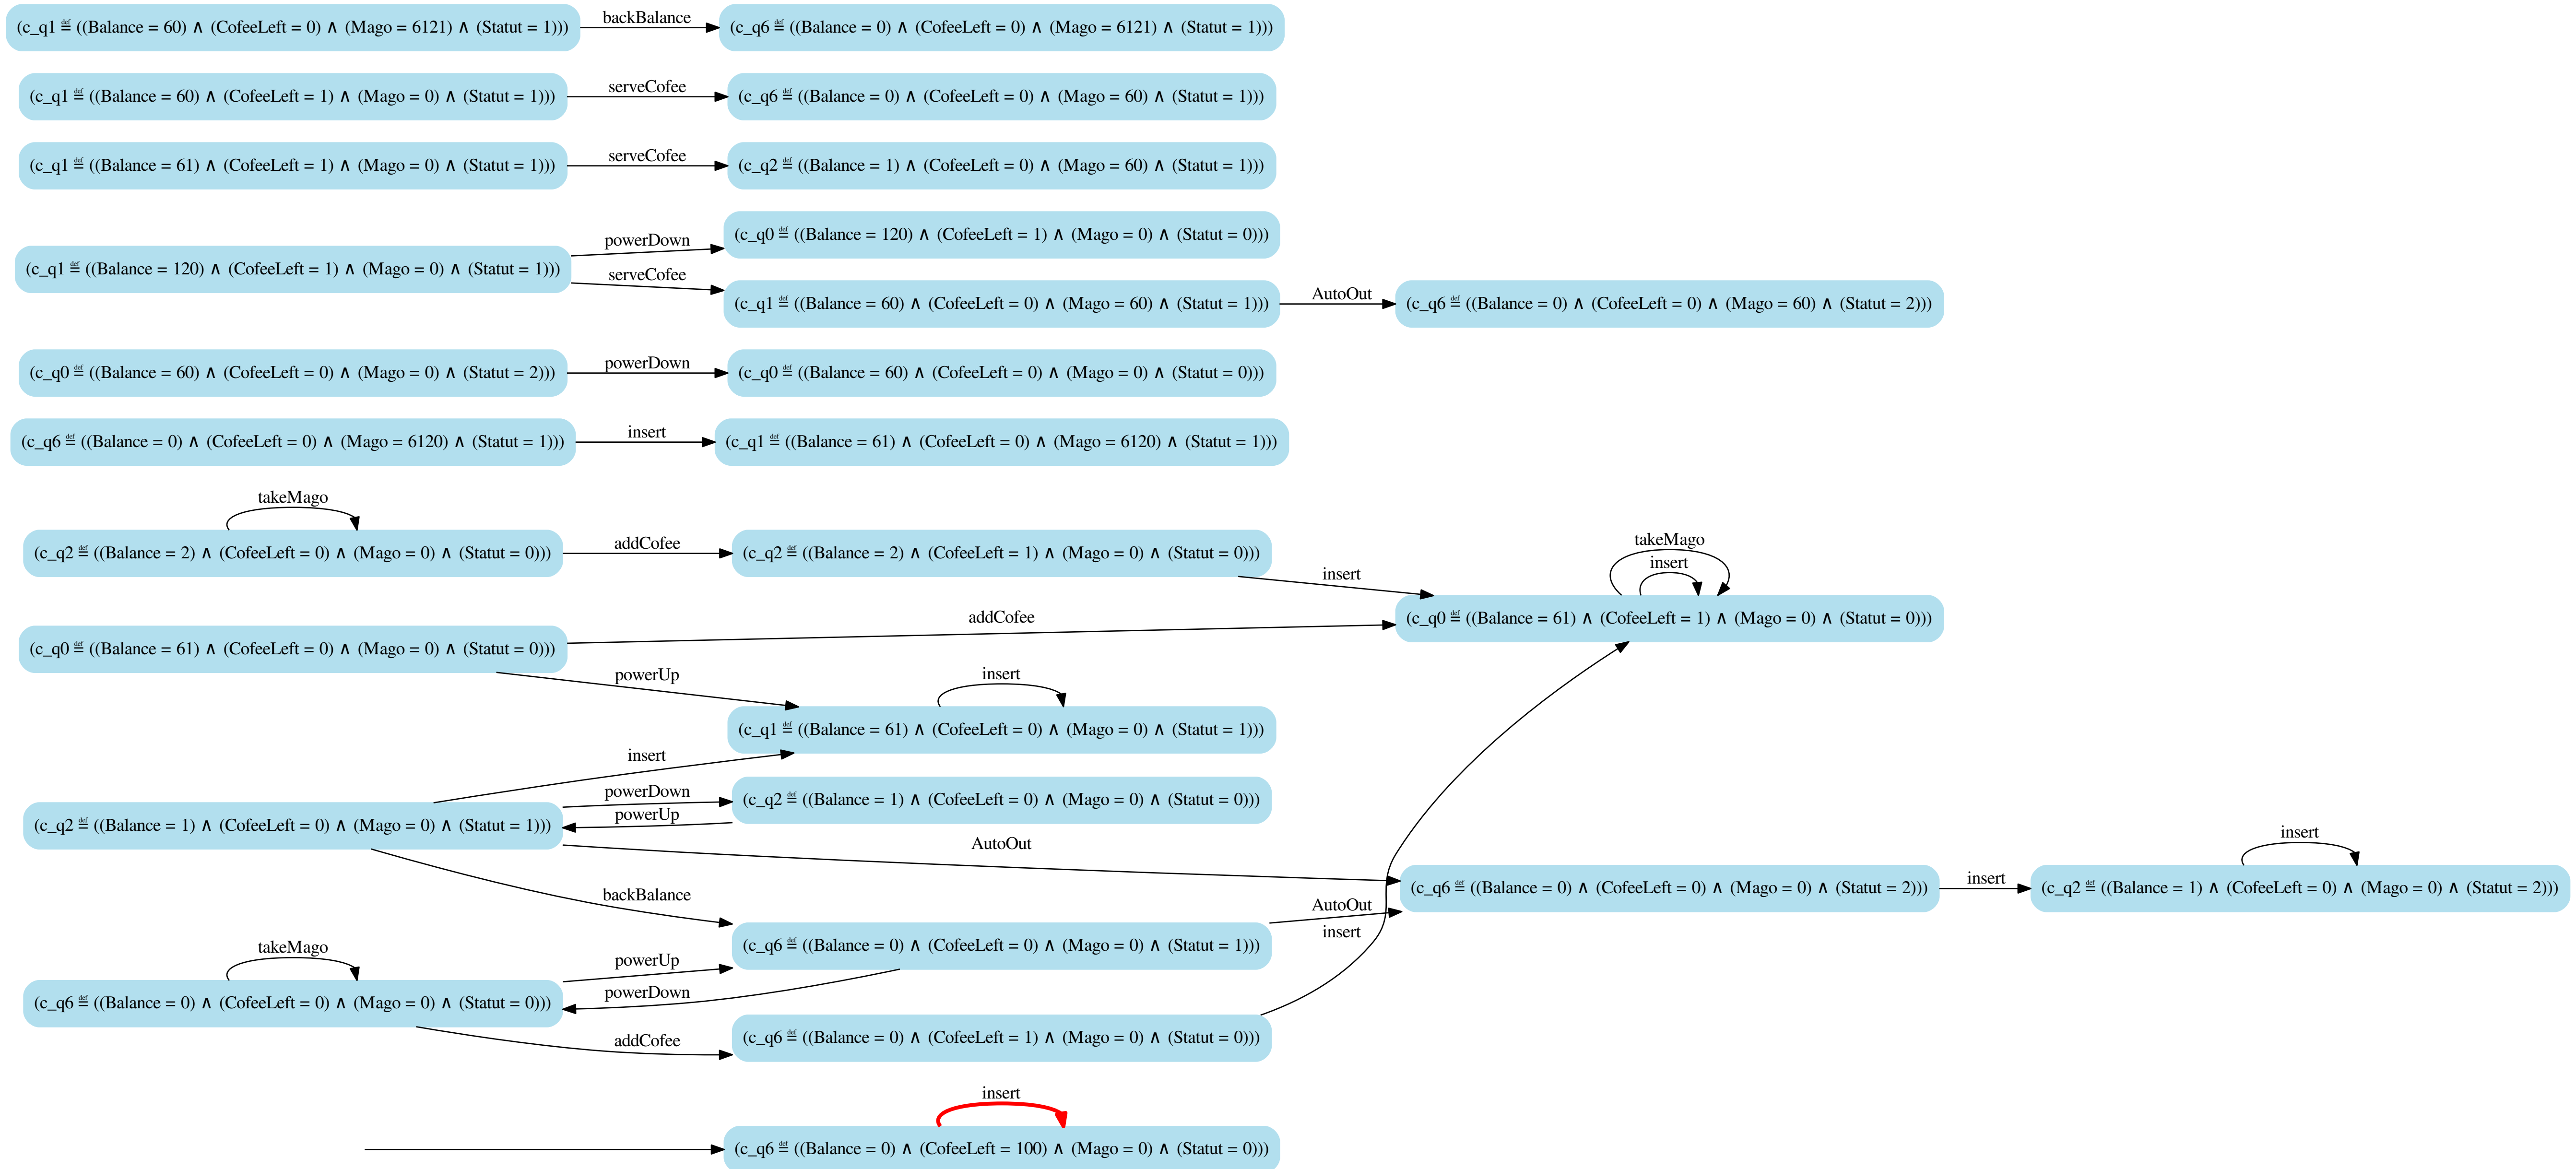 (c_q1 ≝ ((Balance = 60) ∧ (CofeeLeft = 0) ∧ (Mago = 6121) ∧ (Statut = 1)))
backBalance
(c_q6 ≝ ((Balance = 0) ∧ (CofeeLeft = 0) ∧ (Mago = 6121) ∧ (Statut = 1)))
(c_q1 ≝ ((Balance = 60) ∧ (CofeeLeft = 1) ∧ (Mago = 0) ∧ (Statut = 1)))
serveCofee
(c_q6 ≝ ((Balance = 0) ∧ (CofeeLeft = 0) ∧ (Mago = 60) ∧ (Statut = 1)))
(c_q1 ≝ ((Balance = 61) ∧ (CofeeLeft = 1) ∧ (Mago = 0) ∧ (Statut = 1)))
serveCofee
(c_q2 ≝ ((Balance = 1) ∧ (CofeeLeft = 0) ∧ (Mago = 60) ∧ (Statut = 1)))
(c_q1 ≝ ((Balance = 120) ∧ (CofeeLeft = 1) ∧ (Mago = 0) ∧ (Statut = 1)))
powerDown
(c_q0 ≝ ((Balance = 120) ∧ (CofeeLeft = 1) ∧ (Mago = 0) ∧ (Statut = 0)))
serveCofee
(c_q1 ≝ ((Balance = 60) ∧ (CofeeLeft = 0) ∧ (Mago = 60) ∧ (Statut = 1)))
AutoOut
(c_q6 ≝ ((Balance = 0) ∧ (CofeeLeft = 0) ∧ (Mago = 60) ∧ (Statut = 2)))
(c_q0 ≝ ((Balance = 60) ∧ (CofeeLeft = 0) ∧ (Mago = 0) ∧ (Statut = 2)))
powerDown
(c_q0 ≝ ((Balance = 60) ∧ (CofeeLeft = 0) ∧ (Mago = 0) ∧ (Statut = 0)))
(c_q6 ≝ ((Balance = 0) ∧ (CofeeLeft = 0) ∧ (Mago = 6120) ∧ (Statut = 1)))
insert
(c_q1 ≝ ((Balance = 61) ∧ (CofeeLeft = 0) ∧ (Mago = 6120) ∧ (Statut = 1)))
takeMago
(c_q2 ≝ ((Balance = 2) ∧ (CofeeLeft = 0) ∧ (Mago = 0) ∧ (Statut = 0)))
addCofee
(c_q2 ≝ ((Balance = 2) ∧ (CofeeLeft = 1) ∧ (Mago = 0) ∧ (Statut = 0)))
insert
takeMago
insert
(c_q0 ≝ ((Balance = 61) ∧ (CofeeLeft = 1) ∧ (Mago = 0) ∧ (Statut = 0)))
(c_q0 ≝ ((Balance = 61) ∧ (CofeeLeft = 0) ∧ (Mago = 0) ∧ (Statut = 0)))
addCofee
powerUp
insert
(c_q1 ≝ ((Balance = 61) ∧ (CofeeLeft = 0) ∧ (Mago = 0) ∧ (Statut = 1)))
insert
(c_q2 ≝ ((Balance = 1) ∧ (CofeeLeft = 0) ∧ (Mago = 0) ∧ (Statut = 1)))
powerDown
powerUp
(c_q2 ≝ ((Balance = 1) ∧ (CofeeLeft = 0) ∧ (Mago = 0) ∧ (Statut = 0)))
AutoOut
backBalance
(c_q6 ≝ ((Balance = 0) ∧ (CofeeLeft = 0) ∧ (Mago = 0) ∧ (Statut = 2)))
insert
insert
(c_q2 ≝ ((Balance = 1) ∧ (CofeeLeft = 0) ∧ (Mago = 0) ∧ (Statut = 2)))
AutoOut
insert
(c_q6 ≝ ((Balance = 0) ∧ (CofeeLeft = 0) ∧ (Mago = 0) ∧ (Statut = 1)))
takeMago
(c_q6 ≝ ((Balance = 0) ∧ (CofeeLeft = 0) ∧ (Mago = 0) ∧ (Statut = 0)))
powerUp
powerDown
addCofee
(c_q6 ≝ ((Balance = 0) ∧ (CofeeLeft = 1) ∧ (Mago = 0) ∧ (Statut = 0)))
insert
(c_q6 ≝ ((Balance = 0) ∧ (CofeeLeft = 100) ∧ (Mago = 0) ∧ (Statut = 0)))